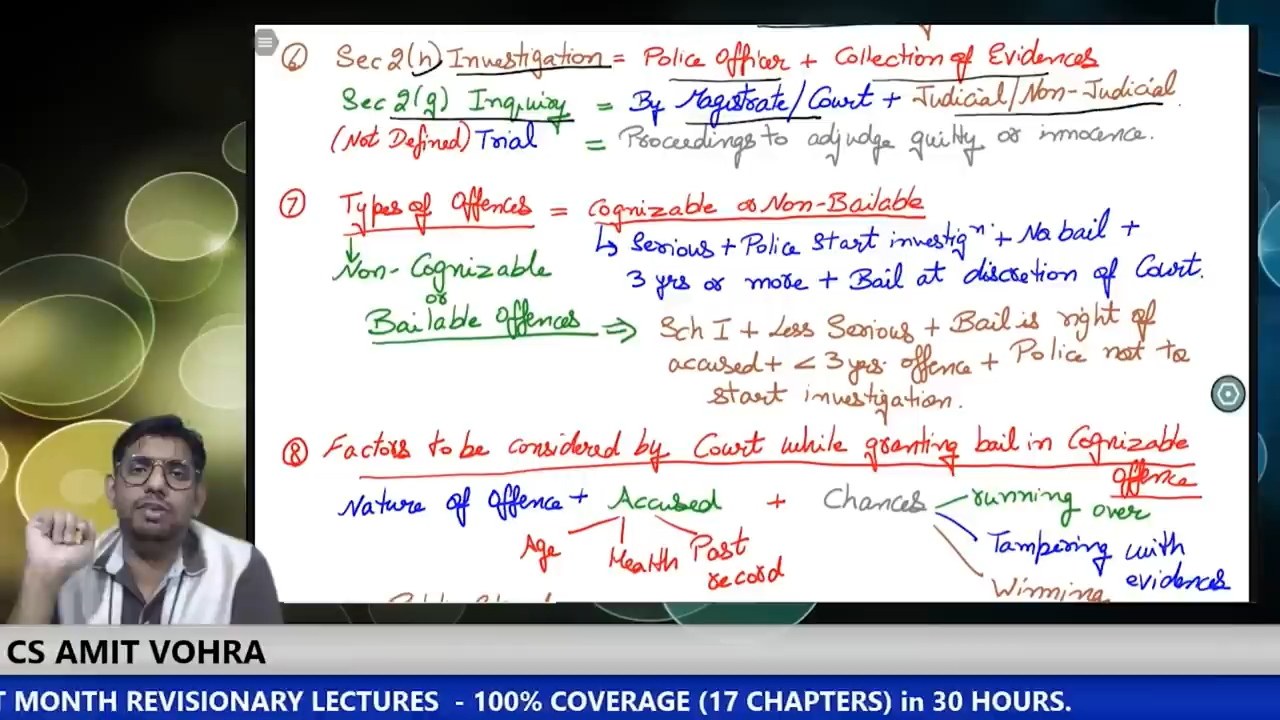 ⑥ Sec 2(h) Investigation = Police Officer + Collection of Evidences
Sec 2(g) Inquiry = By Magistrate/Court + Judicial/Non-Judicial
(Not Defined) Trial = Proceedings to adjudge guilty or innocence.
⑦ Types of Offences = Cognizable or Non-Bailable
↳ Serious + Police start investign + No bail +
3 yrs or more + Bail at discretion of Court.
Non-Cognizable
or
Bailable Offences ⇒ Sch I + Less Serious + Bail is right of
accused + < 3 yrs. offence + Police not to
start investigation.
⑧ Factors to be considered by Court while granting bail in Cognizable
offence
Nature of offence + Accused + Chances
Age
Health
Past
record
running
over
Tampering with
evidences
Winning
CS AMIT VOHRA
T MONTH REVISIONARY LECTURES - 100% COVERAGE (17 CHAPTERS) in 30 HOURS.